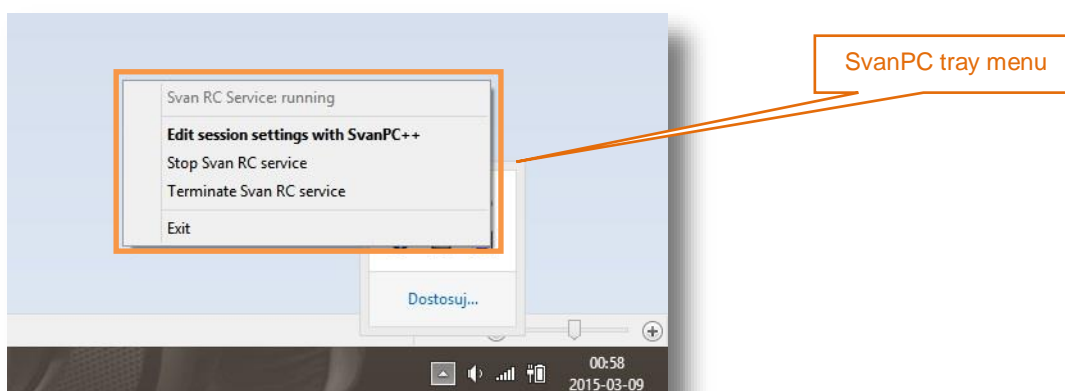 SvanPC tray menu
Svan RC Service: running
Edit session settings with SvanPC++
Stop Svan RC service
Terminate Svan RC service
Exit
Dostosuj...
00:58
2015-03-09